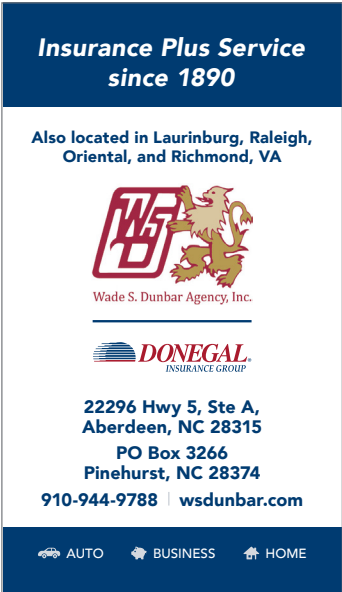 Insurance Plus Service
since 1890
Also located in Laurinburg, Raleigh,
Oriental, and Richmond, VA
WSD
Wade S. Dunbar Agency, Inc.
DONEGAL®
INSURANCE GROUP
22296 Hwy 5, Ste A,
Aberdeen, NC 28315
PO Box 3266
Pinehurst, NC 28374
910-944-9788 | wsdunbar.com
AUTO BUSINESS HOME